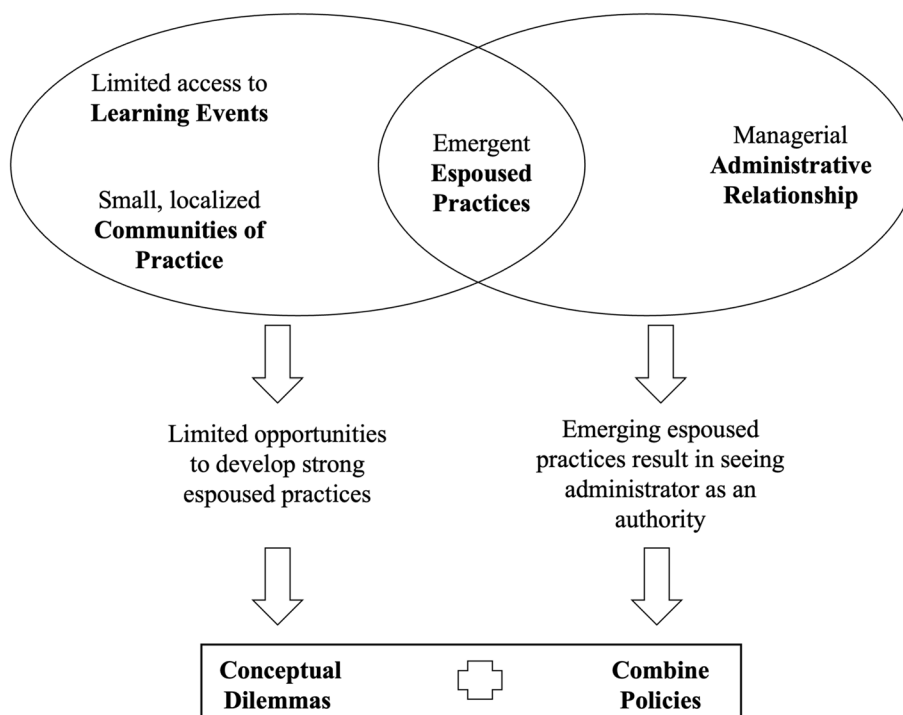 Limited access to
Learning Events
Small, localized
Communities of
Practice
Emergent
Espoused
Practices
Managerial
Administrative
Relationship
Limited opportunities
to develop strong
espoused practices
Emerging espoused
practices result in seeing
administrator as an
authority
Conceptual
Dilemmas
Combine
Policies